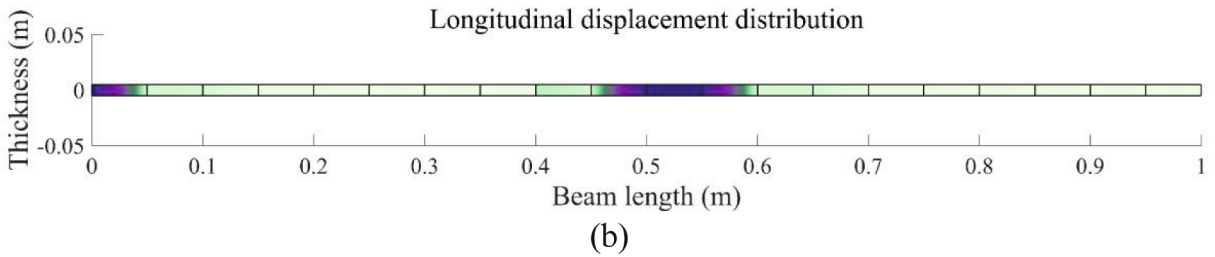 Longitudinal displacement distribution
Thickness (m)
0.05
0
-0.05
0 0.1 0.2 0.3 0.4 0.5 0.6 0.7 0.8 0.9 1
Beam length (m)
(b)